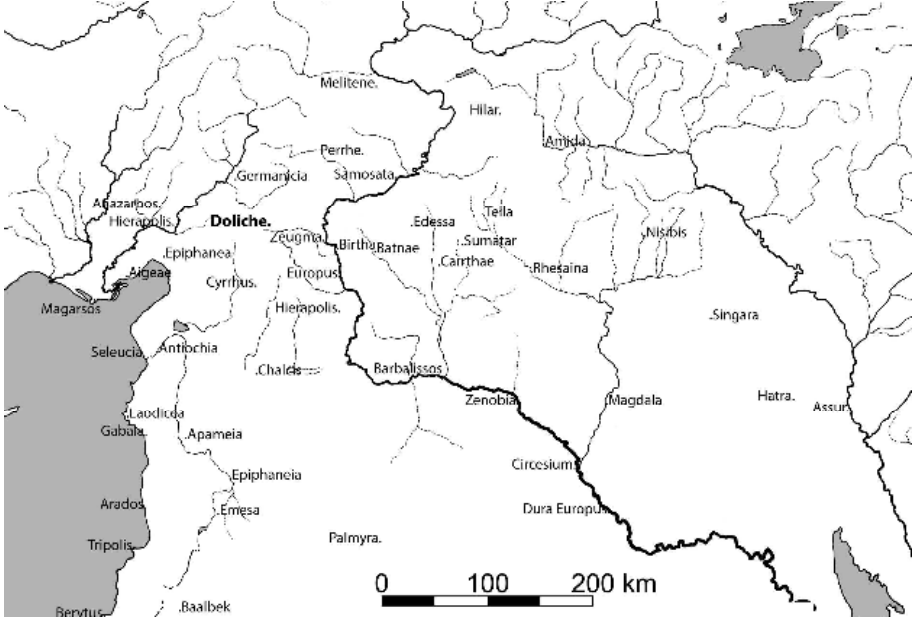 Melitene.
Hilar.
Amida
Perrhe.
Germanicia
Samosata.
Anazarbos.
Hierapolis.
Doliche.
Edessa
Tella
Zeugma
Birtha
Batnae
Sumatar
Nisibis
.Epiphanea
.Carrhae
Rhesaina
.Aigeae
Cyrrhus.
Europus
Magarsos
Hierapolis.
.Singara
Seleucia
Antiochia
.Chalcis
Barbalissos
Zenobia
Magdala
Hatra.
Assur
Laodicea
Gabala
.Apameia
Circesium
Epiphaneia
Arados
.Emesa
Dura Europus
Tripolis
Palmyra.
0 100 200 km
Berytus
.Baalbek